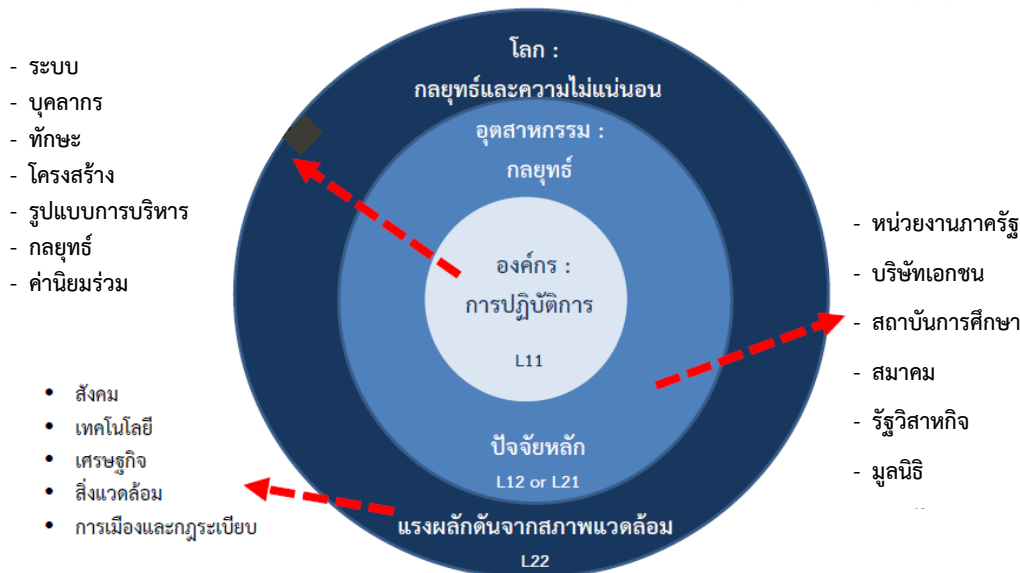 - ระบบ
- บุคลากร
- ทักษะ
- โครงสร้าง
- รูปแบบการบริหาร
- กลยุทธ์
- ค่านิยมร่วม
โลก :
กลยุทธ์และความไม่แน่นอน
อุตสาหกรรม :
กลยุทธ์
องค์กร :
การปฏิบัติการ
L11
ปัจจัยหลัก
L12 or L21
แรงผลักดันจากสภาพแวดล้อม
L22
- หน่วยงานภาครัฐ
- บริษัทเอกชน
- สถาบันการศึกษา
- สมาคม
- รัฐวิสาหกิจ
- มูลนิธิ
• สังคม
• เทคโนโลยี
• เศรษฐกิจ
• สิ่งแวดล้อม
• การเมืองและกฎระเบียบ